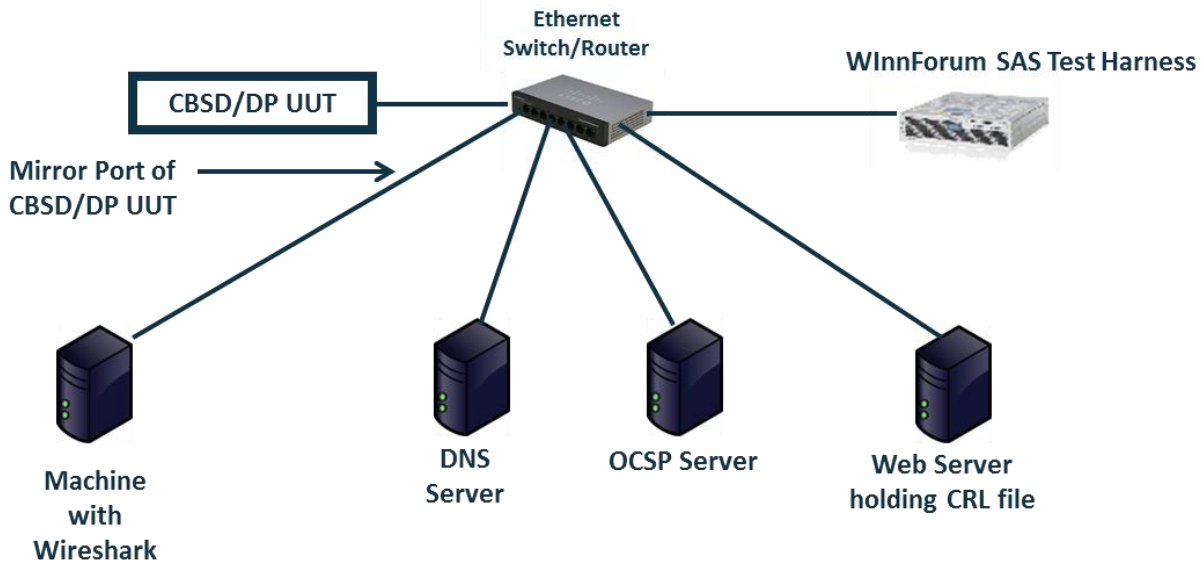 Ethernet
Switch/Router
WInnForum SAS Test Harness
CBSD/DP UUT
Mirror Port of
CBSD/DP UUT
Machine
with
Wireshark
DNS
Server
OCSP Server
Web Server
holding CRL file